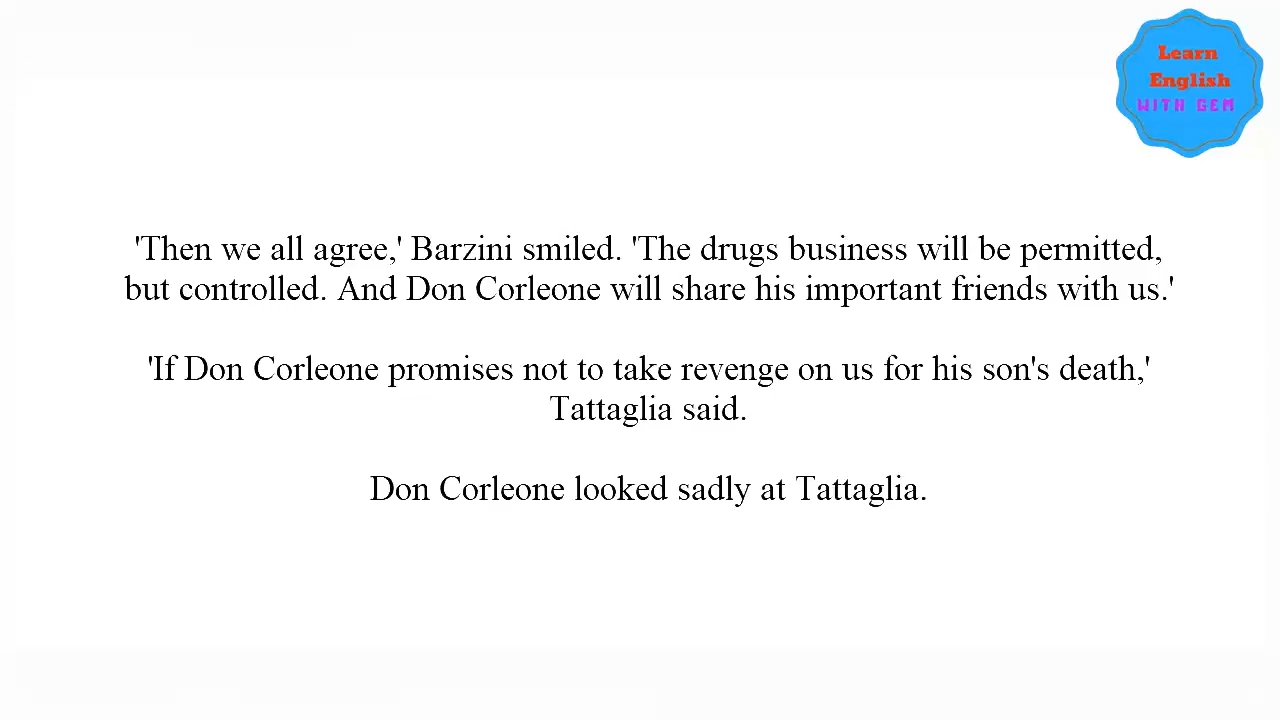 Learn
English
WITH GEM
'Then we all agree,' Barzini smiled. 'The drugs business will be permitted,
but controlled. And Don Corleone will share his important friends with us.'
'If Don Corleone promises not to take revenge on us for his son's death,'
Tattaglia said.
Don Corleone looked sadly at Tattaglia.